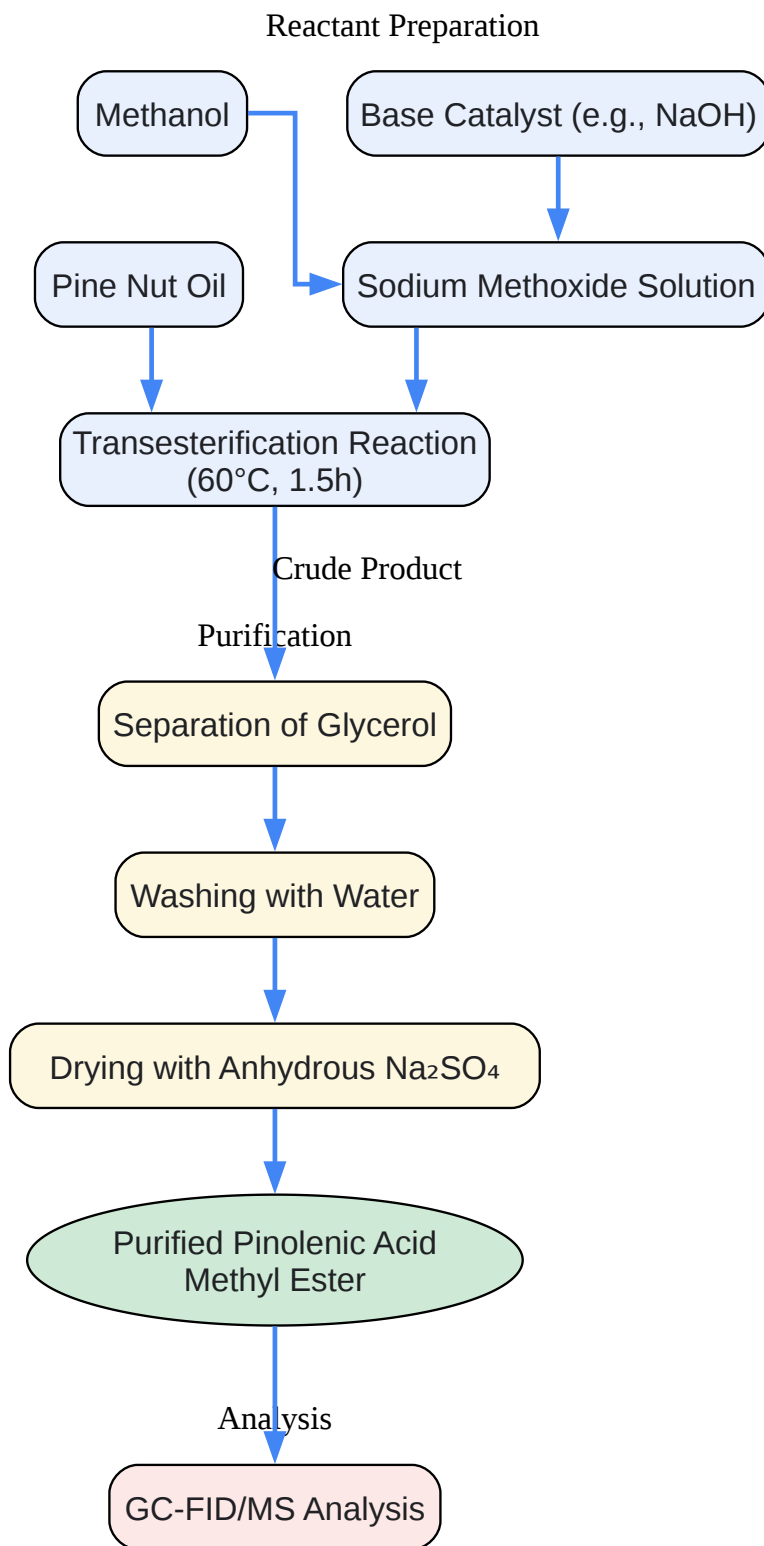 Reactant Preparation
Methanol
Base Catalyst (e.g., NaOH)
Pine Nut Oil
Sodium Methoxide Solution
Transesterification Reaction
(60°C, 1.5h)
Crude Product
Purification
Separation of Glycerol
Washing with Water
Drying with Anhydrous Na₂SO₄
Purified Pinolenic Acid
Methyl Ester
Analysis
GC-FID/MS Analysis